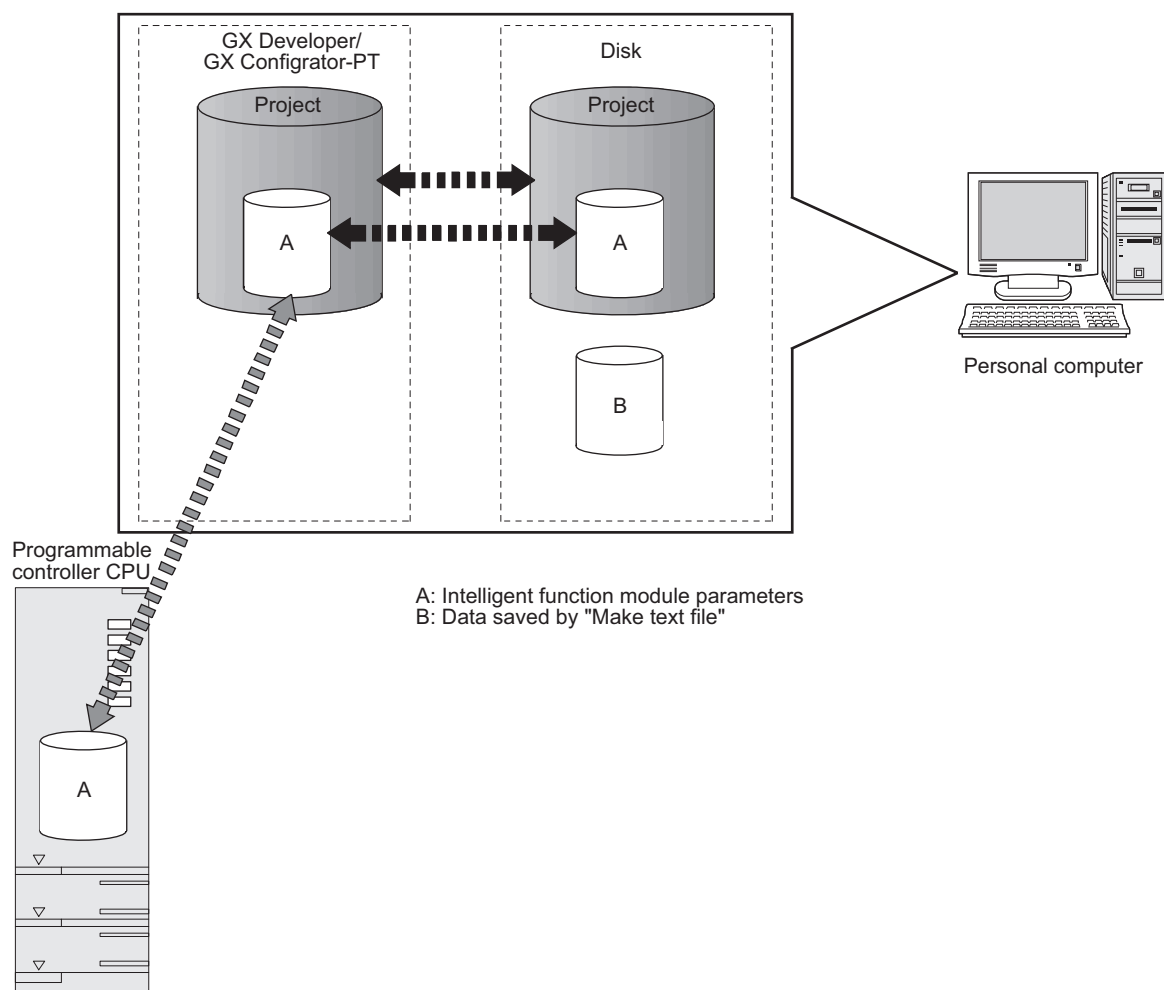 GX Developer/
GX Configrator-PT
Disk
Project
Project
A
A
B
Personal computer
Programmable
controller CPU
A: Intelligent function module parameters
B: Data saved by "Make text file"
A